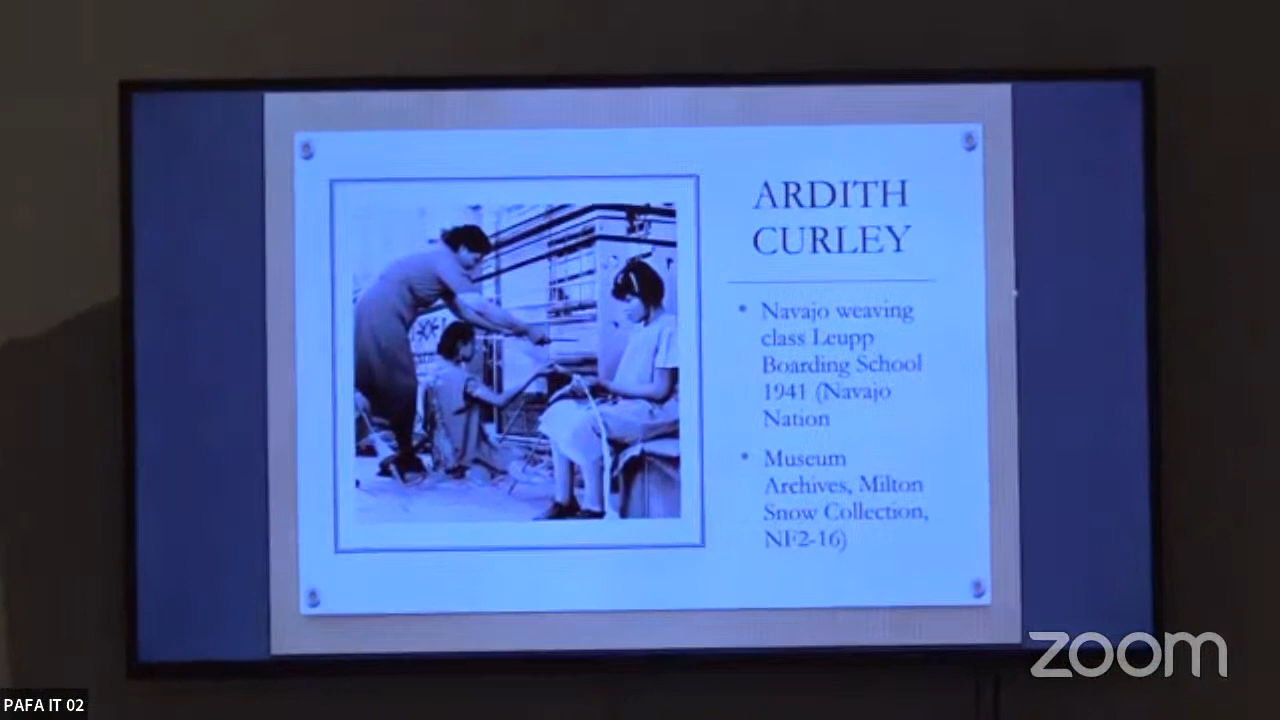 ARDITH
CURLEY
• Navajo weaving
class Leupp
Boarding School
1941 (Navajo
Nation
• Museum
Archives, Milton
Snow Collection,
NF2-16)
zoom
PAFA IT 02